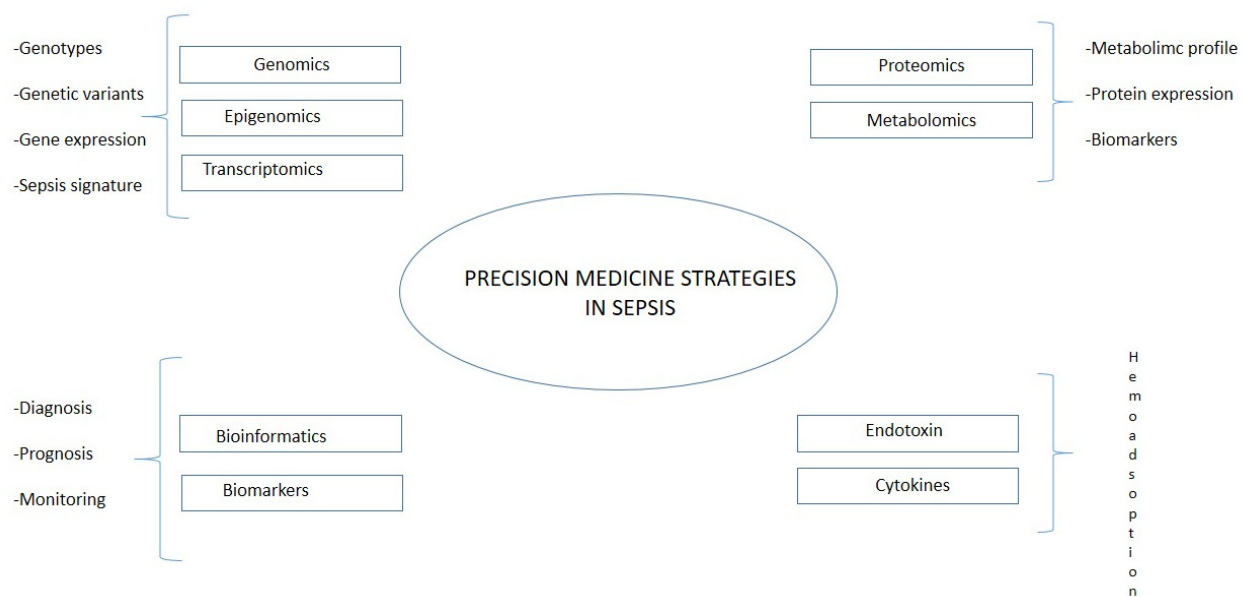 -Genotypes
-Genetic variants
-Gene expression
-Sepsis signature
Genomics
Epigenomics
Transcriptomics
Proteomics
Metabolomics
-Metabolimc profile
-Protein expression
-Biomarkers
PRECISION MEDICINE STRATEGIES
IN SEPSIS
-Diagnosis
-Prognosis
-Monitoring
Bioinformatics
Biomarkers
Endotoxin
Cytokines
Hemoadsoption